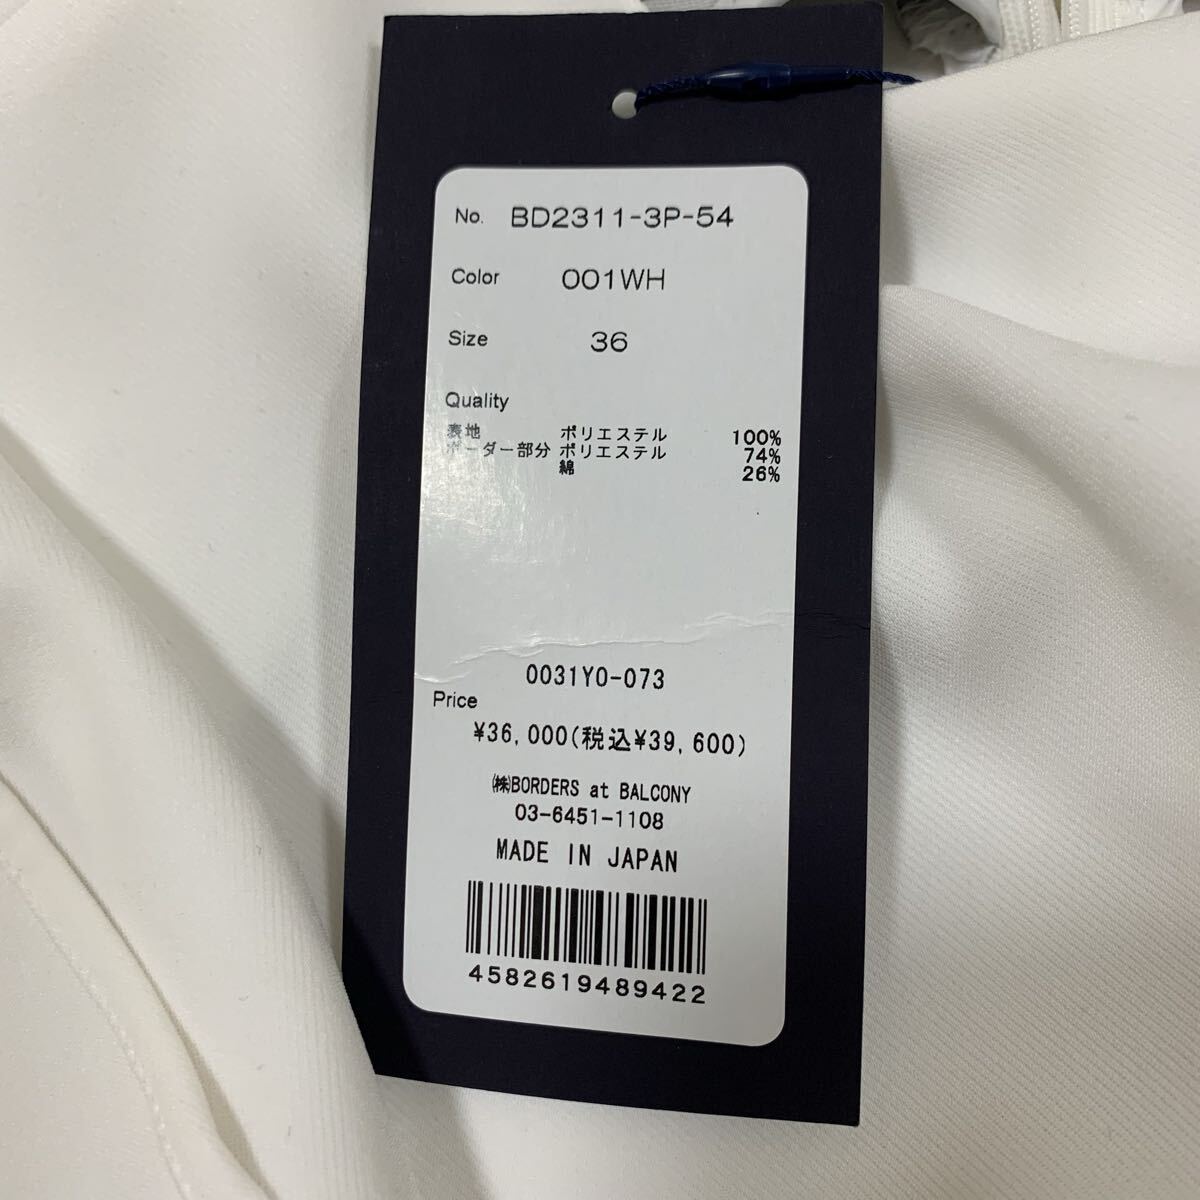 No. BD2311-3P-54
Color 001WH
Size 36
Quality
表地 ポリエステル 100%
ボーダー部分 ポリエステル 74%
綿 26%
0031Y0-073
Price
¥36,000(税込¥39,600)
㈱BORDERS at BALCONY
03-6451-1108
MADE IN JAPAN
4582619489422